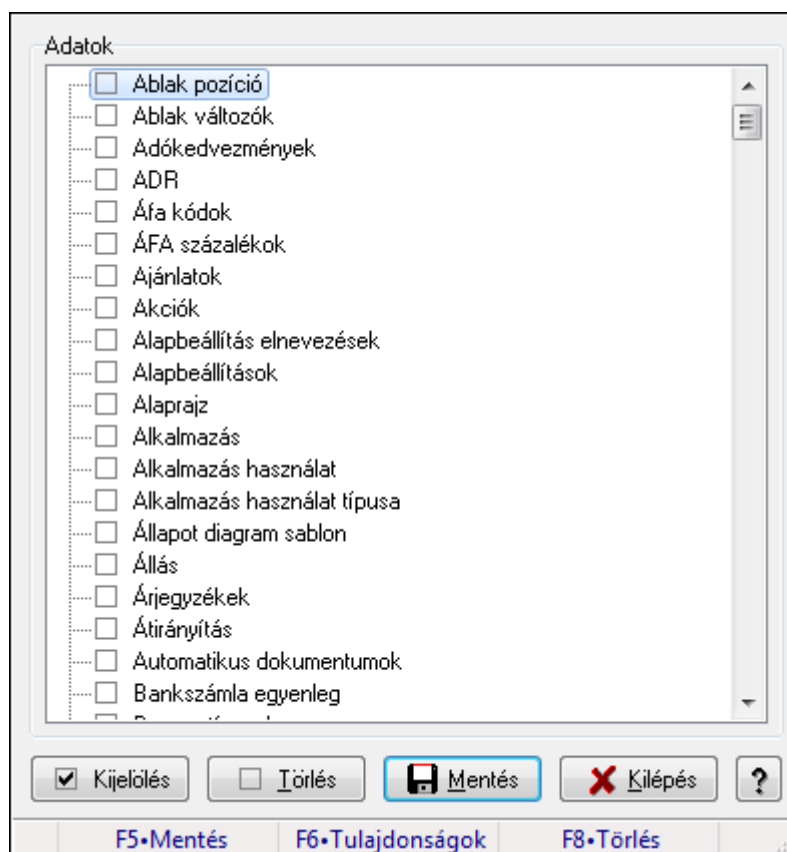 Adatok
Ablak pozíció
Ablak változók
Adókedvezmények
ADR
Áfa kódok
ÁFA százalékok
Ajánlatok
Akciók
Alapbeállítás elnevezések
Alapbeállítások
Alaprajz
Alkalmazás
Alkalmazás használat
Alkalmazás használat típusa
Állapot diagram sablon
Állás
Árjegyzékek
Átirányítás
Automatikus dokumentumok
Bankszámla egyenleg
Kijelölés Törlés Mentés Kilépés ?
F5•Mentés F6•Tulajdonságok F8•Törlés